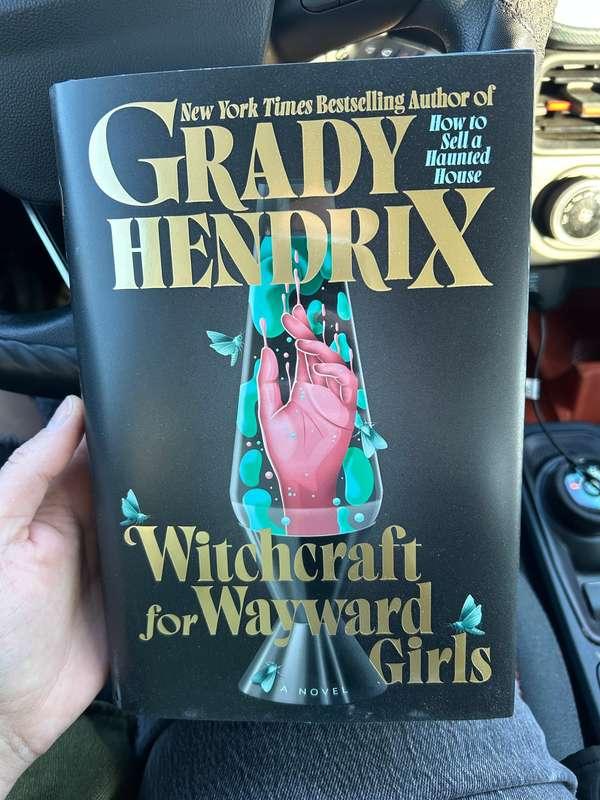 New York Times Bestselling Author of
GRADY
HENDRIX
How to
Sell a
Haunted
House
Witchcraft
for Wayward
Girls
A NOVEL